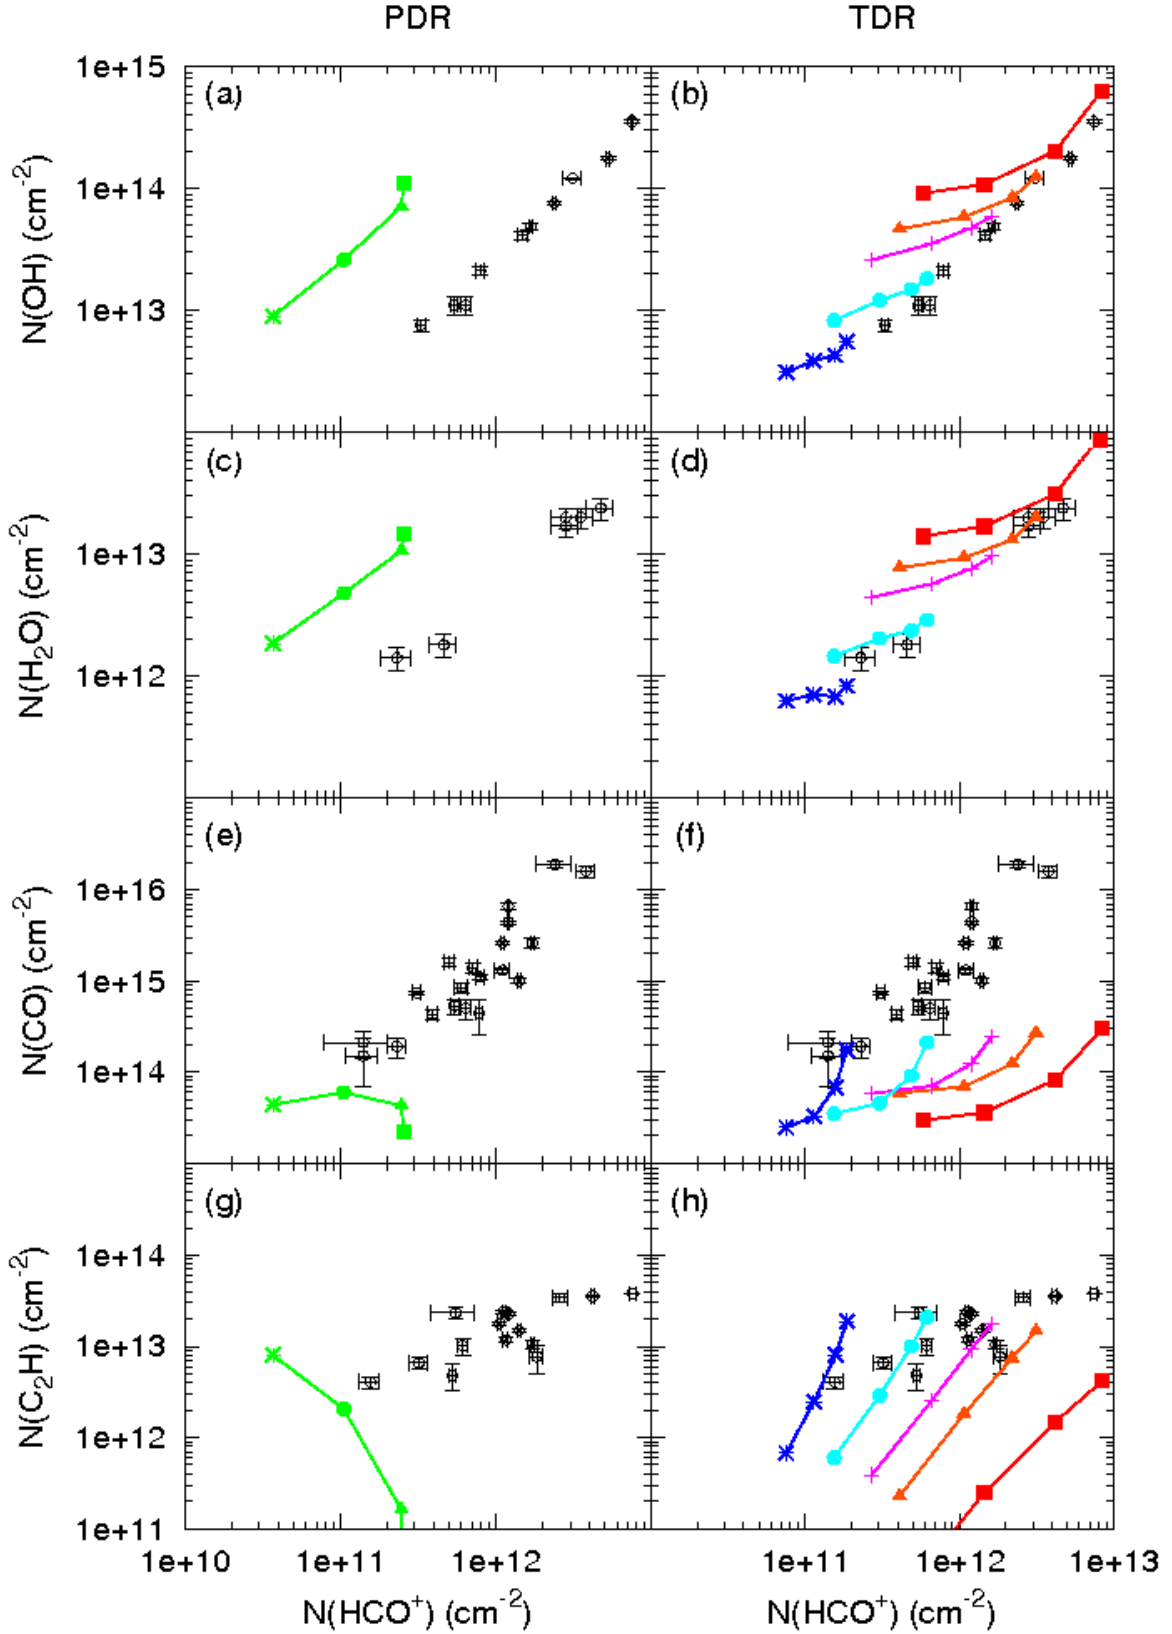 PDR TDR
1e+15
(a) (b)
N(OH) (cm⁻²)
1e+14
1e+13
(c) (d)
N(H₂O) (cm⁻²)
1e+13
1e+12
(e) (f)
N(CO) (cm⁻²)
1e+16
1e+15
1e+14
(g) (h)
N(C₂H) (cm⁻²)
1e+14
1e+13
1e+12
1e+11
1e+10 1e+11 1e+12 1e+11 1e+12 1e+13
N(HCO⁺) (cm⁻²) N(HCO⁺) (cm⁻²)